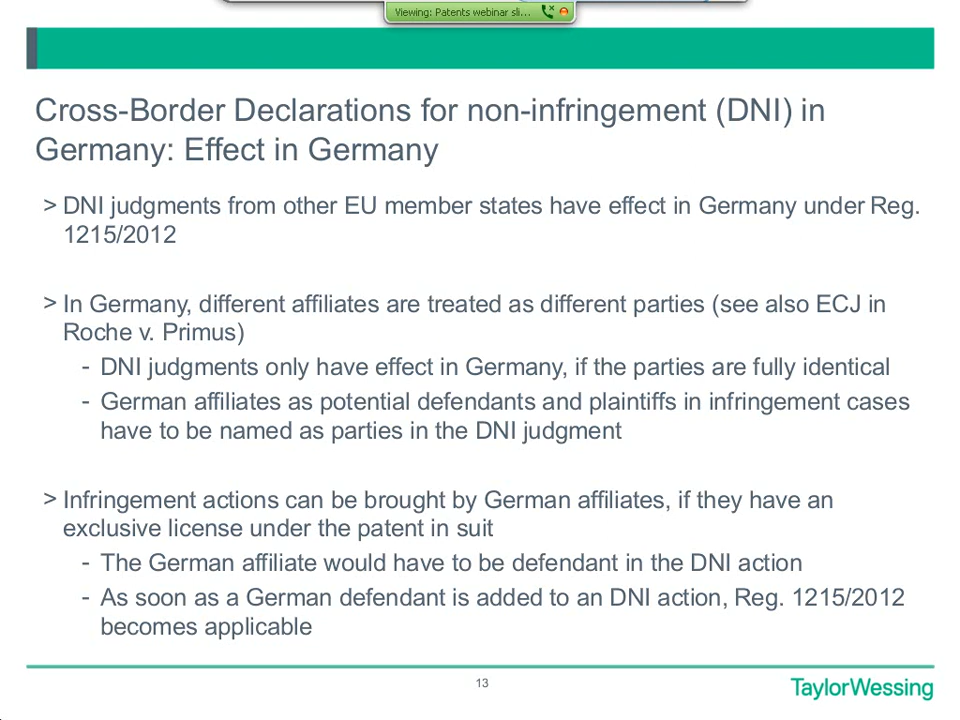 Viewing: Patents webinar sli...
Cross-Border Declarations for non-infringement (DNI) in
Germany: Effect in Germany
> DNI judgments from other EU member states have effect in Germany under Reg.
1215/2012
> In Germany, different affiliates are treated as different parties (see also ECJ in
Roche v. Primus)
- DNI judgments only have effect in Germany, if the parties are fully identical
- German affiliates as potential defendants and plaintiffs in infringement cases
have to be named as parties in the DNI judgment
> Infringement actions can be brought by German affiliates, if they have an
exclusive license under the patent in suit
- The German affiliate would have to be defendant in the DNI action
- As soon as a German defendant is added to an DNI action, Reg. 1215/2012
becomes applicable
13
TaylorWessing